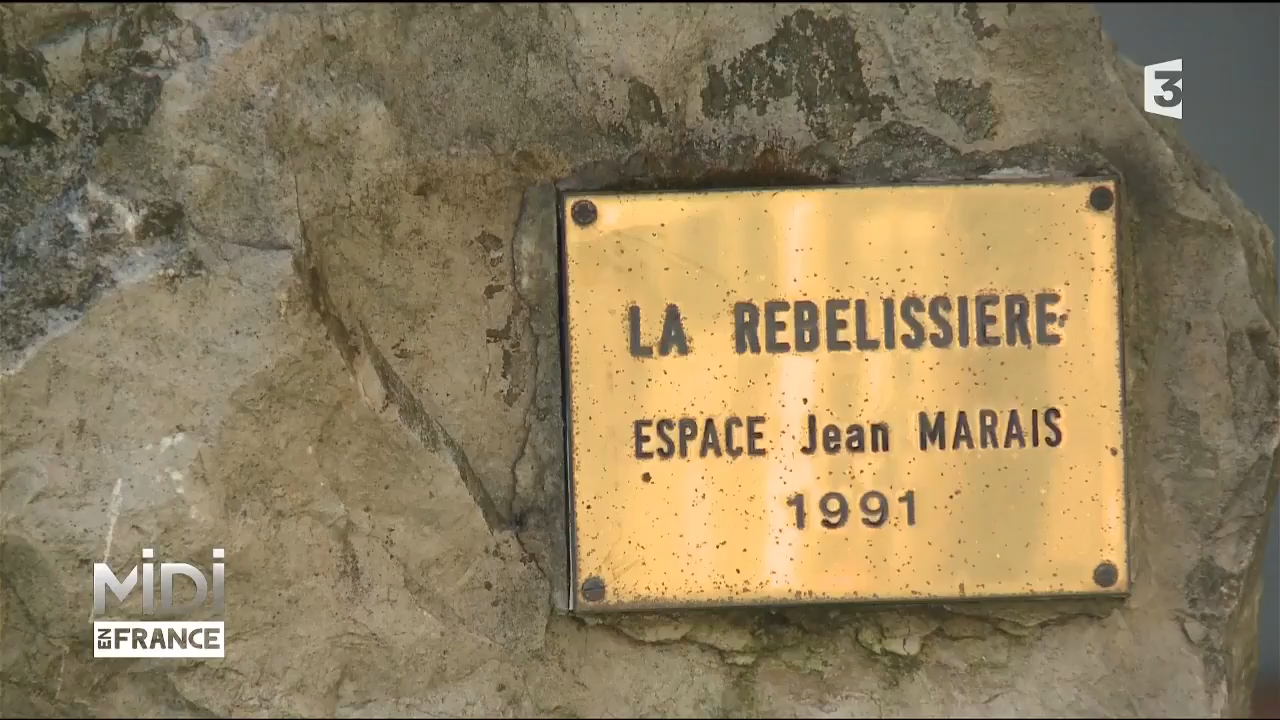 3
LA REBELISSIERE
ESPACE Jean MARAIS
1991
MiDi
EN FRANCE